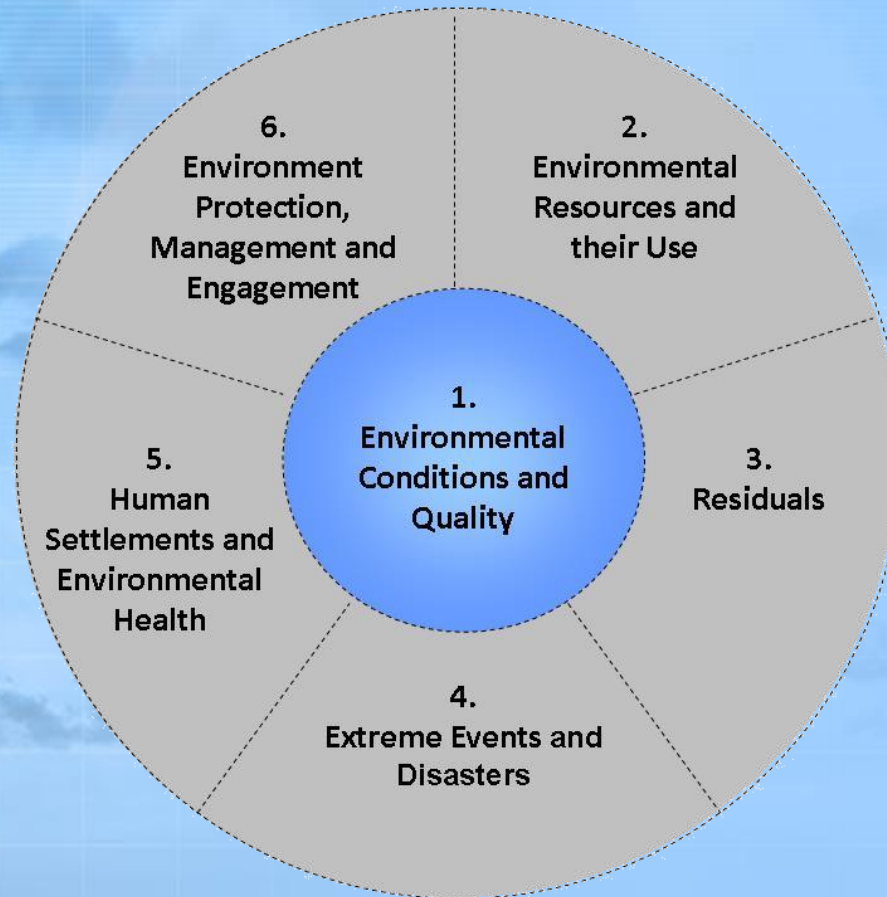 1.
Environmental
Conditions and
Quality
2.
Environmental
Resources and
their Use
3.
Residuals
4.
Extreme Events and
Disasters
5.
Human
Settlements and
Environmental
Health
6.
Environment
Protection,
Management and
Engagement